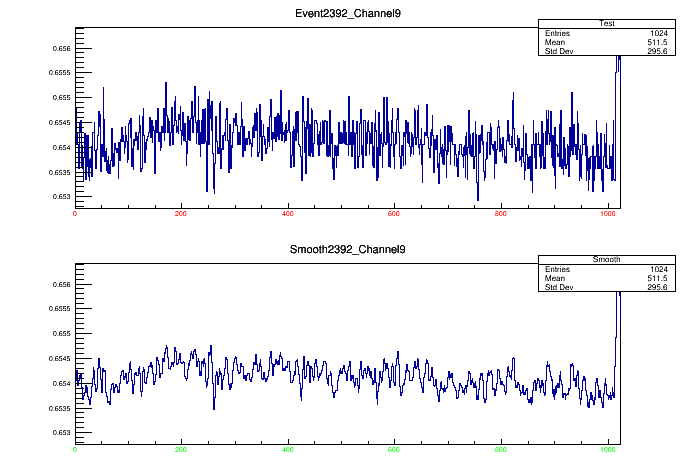 Event2392_Channel9
Test
Entries 1024
Mean 511.5
Std Dev 295.6
0.656
0.6555
0.655
0.6545
0.654
0.6535
0.653
0 200 400 600 800 1000
Smooth2392_Channel9
Smooth
Entries 1024
Mean 511.5
Std Dev 295.6
0.656
0.6555
0.655
0.6545
0.654
0.6535
0.653
0 200 400 600 800 1000